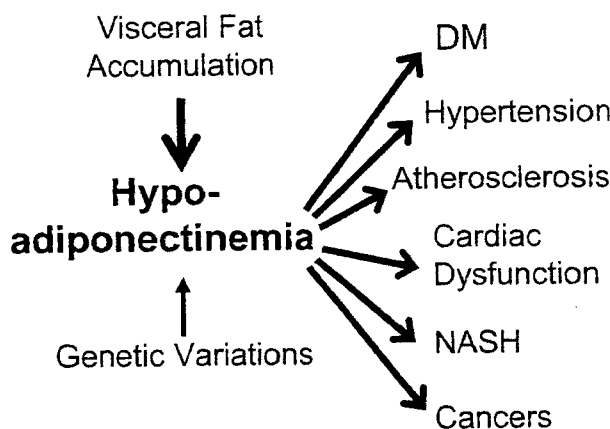 Visceral Fat
Accumulation
Hypo-
adiponectinemia
Genetic Variations
DM
Hypertension
Atherosclerosis
Cardiac
Dysfunction
NASH
Cancers